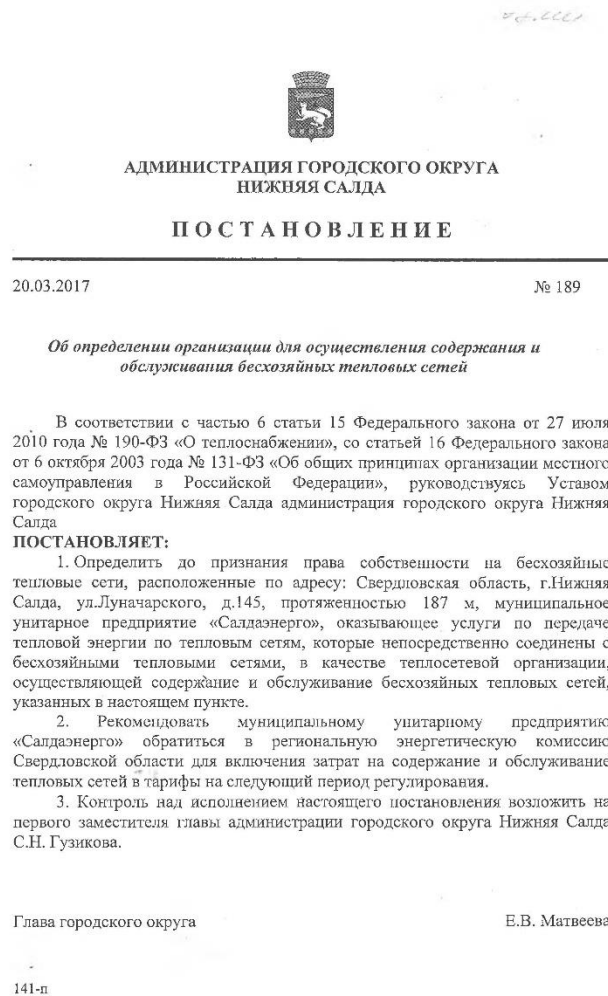 АДМИНИСТРАЦИЯ ГОРОДСКОГО ОКРУГА
НИЖНЯЯ САЛДА
ПОСТАНОВЛЕНИЕ
20.03.2017 № 189
Об определении организации для осуществления содержания и
обслуживания бесхозяйных тепловых сетей
В соответствии с частью 6 статьи 15 Федерального закона от 27 июля
2010 года № 190-ФЗ «О теплоснабжении», со статьей 16 Федерального закона
от 6 октября 2003 года № 131-ФЗ «Об общих принципах организации местного
самоуправления в Российской Федерации», руководствуясь Уставом
городского округа Нижняя Салда администрация городского округа Нижняя
Салда
ПОСТАНОВЛЯЕТ:
1. Определить до признания права собственности на бесхозяйные
тепловые сети, расположенные по адресу: Свердловская область, г.Нижняя
Салда, ул.Луначарского, д.145, протяженностью 187 м, муниципальное
унитарное предприятие «Салдаэнерго», оказывающее услуги по передаче
тепловой энергии по тепловым сетям, которые непосредственно соединены с
бесхозяйными тепловыми сетями, в качестве теплосетевой организации,
осуществляющей содержание и обслуживание бесхозяйных тепловых сетей,
указанных в настоящем пункте.
2. Рекомендовать муниципальному унитарному предприятию
«Салдаэнерго» обратиться в региональную энергетическую комиссию
Свердловской области для включения затрат на содержание и обслуживание
тепловых сетей в тарифы на следующий период регулирования.
3. Контроль над исполнением настоящего постановления возложить на
первого заместителя главы администрации городского округа Нижняя Салда
С.Н. Гузикова.
Глава городского округа Е.В. Матвеева
141-п